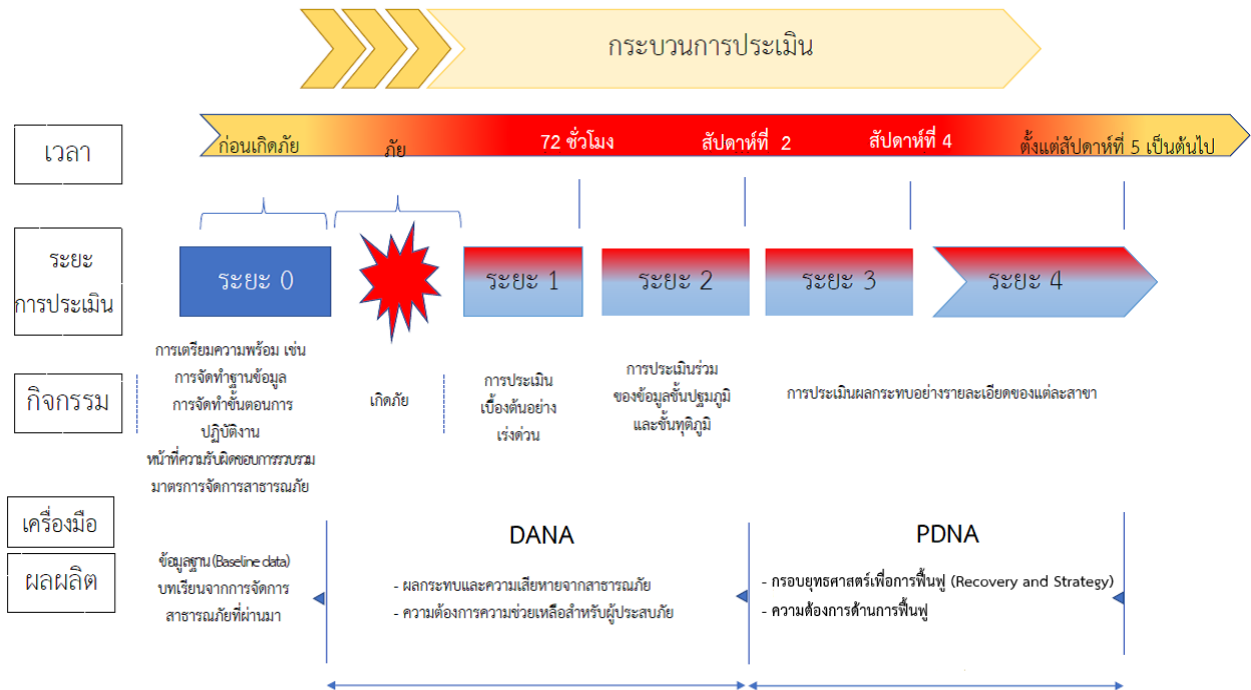 กระบวนการประเมิน
เวลา
ก่อนเกิดภัย
ภัย
72 ชั่วโมง
สัปดาห์ที่ 2
สัปดาห์ที่ 4
ตั้งแต่สัปดาห์ที่ 5 เป็นต้นไป
ระยะ
การประเมิน
ระยะ 0
ระยะ 1
ระยะ 2
ระยะ 3
ระยะ 4
กิจกรรม
การเตรียมความพร้อม เช่น
การจัดทำฐานข้อมูล
การจัดทำขั้นตอนการ
ปฏิบัติงาน
หน้าที่ความรับผิดชอบการรวบรวม
มาตรการจัดการสาธารณภัย
เกิดภัย
การประเมิน
เบื้องต้นอย่าง
เร่งด่วน
การประเมินร่วม
ของข้อมูลขั้นปฐมภูมิ
และขั้นทุติภูมิ
การประเมินผลกระทบอย่างรายละเอียดของแต่ละสาขา
เครื่องมือ
DANA
PDNA
ผลผลิต
ข้อมูลฐาน (Baseline data)
บทเรียนจากการจัดการ
สาธารณภัยที่ผ่านมา
- ผลกระทบและความเสียหายจากสาธารณภัย
- ความต้องการความช่วยเหลือสำหรับผู้ประสบภัย
- กรอบยุทธศาสตร์เพื่อการฟื้นฟู (Recovery and Strategy)
- ความต้องการด้านการฟื้นฟู